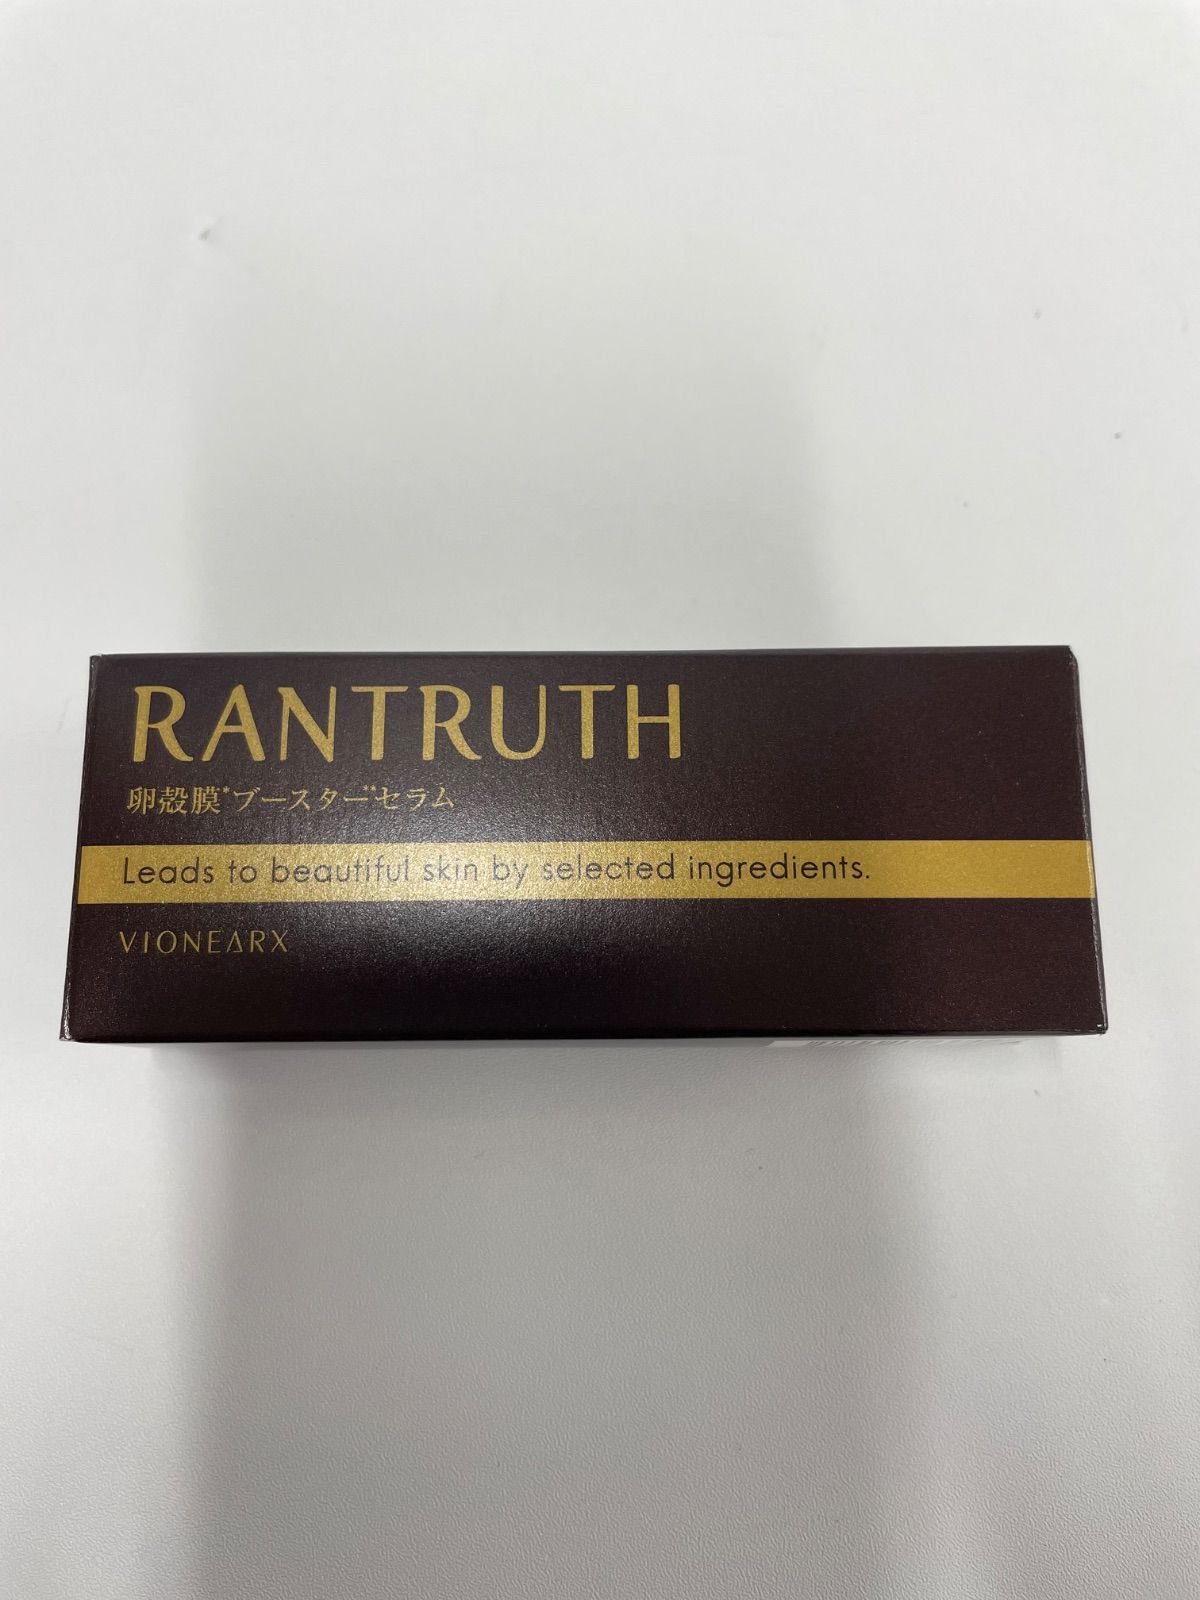 RANTRUTH
卵殻膜*ブースター**セラム
Leads to beautiful skin by selected ingredients.
VIONEARX